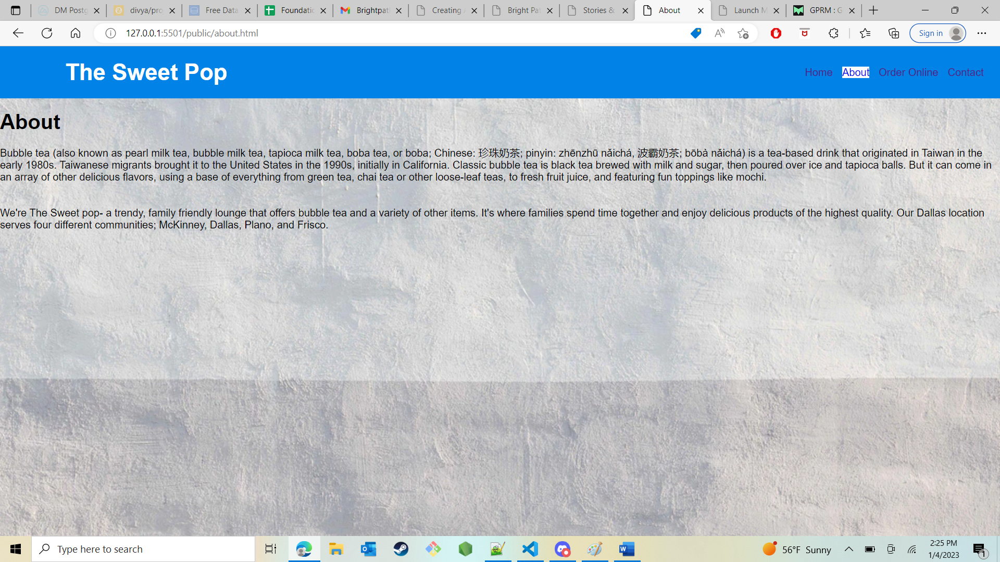 DM Postg
divya/pro
Free Data
Foundatio
Brightpat
Creating A
Bright Pat
Stories &
About
Launch M
GPRM : G
127.0.0.1:5501/public/about.html
Sign in
The Sweet Pop
Home About Order Online Contact
About
Bubble tea (also known as pearl milk tea, bubble milk tea, tapioca milk tea, boba tea, or boba; Chinese: 珍珠奶茶; pinyin: zhēnzhū nǎichá, 波霸奶茶; bōbà nǎichá) is a tea-based drink that originated in Taiwan in the
early 1980s. Taiwanese migrants brought it to the United States in the 1990s, initially in California. Classic bubble tea is black tea brewed with milk and sugar, then poured over ice and tapioca balls. But it can come in
an array of other delicious flavors, using a base of everything from green tea, chai tea or other loose-leaf teas, to fresh fruit juice, and featuring fun toppings like mochi.
We're The Sweet pop- a trendy, family friendly lounge that offers bubble tea and a variety of other items. It's where families spend time together and enjoy delicious products of the highest quality. Our Dallas location
serves four different communities; McKinney, Dallas, Plano, and Frisco.
Type here to search
56°F Sunny
2:25 PM
1/4/2023
1